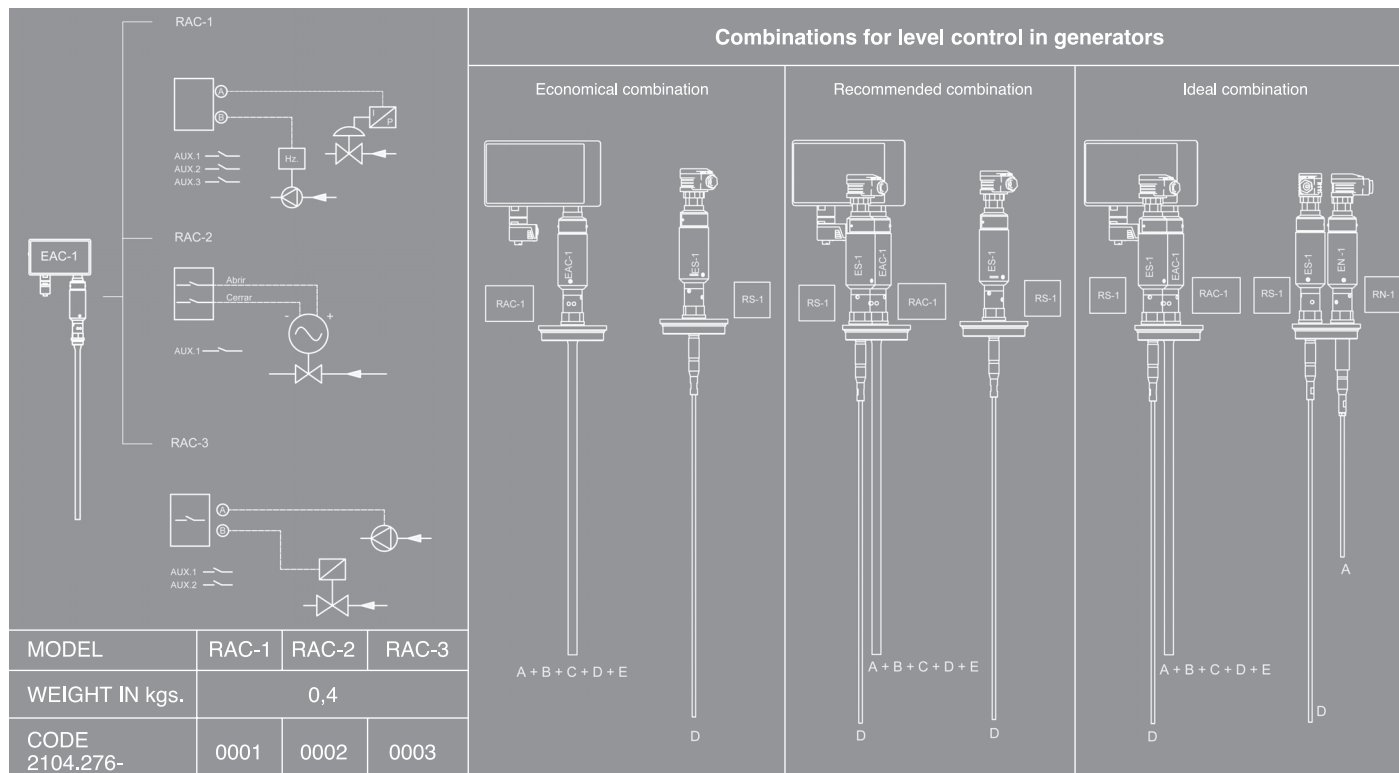 RAC-1
A
B
I
P
Hz.
AUX.1
AUX.2
AUX.3
EAC-1
RAC-2
Abrir
Cerrar
- +
AUX.1
RAC-3
A
B
AUX.1
AUX.2
MODEL RAC-1 RAC-2 RAC-3
WEIGHT IN kgs. 0,4
CODE
2104.276- 0001 0002 0003
Combinations for level control in generators
Economical combination
EAC-1
ES-1
RAC-1
RS-1
A + B + C + D + E
D
Recommended combination
ES-1
EAC-1
ES-1
RS-1
RAC-1
RS-1
A + B + C + D + E
D
D
Ideal combination
ES-1
EAC-1
ES-1
EN -1
RS-1
RAC-1
RS-1
RN-1
A
A + B + C + D + E
D
D